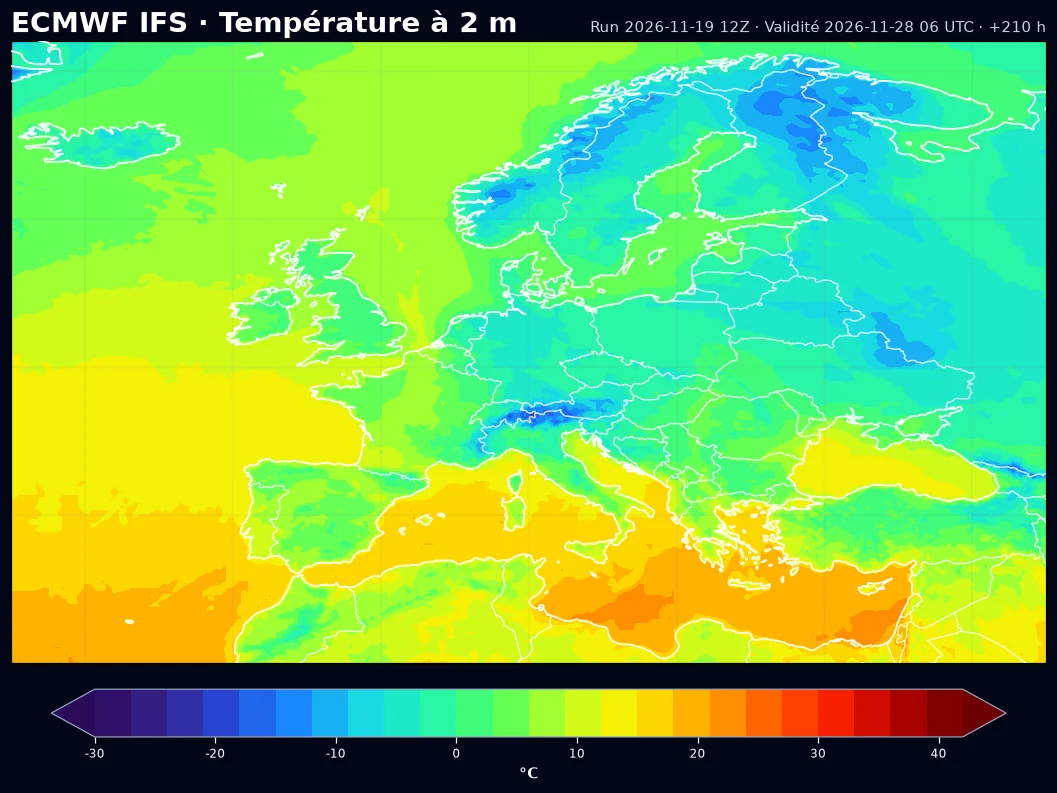 ECMWF IFS · Température à 2 m
Run 2026-11-19 12Z · Validité 2026-11-28 06 UTC · +210 h
-30 -20 -10 0 10 20 30 40
°C